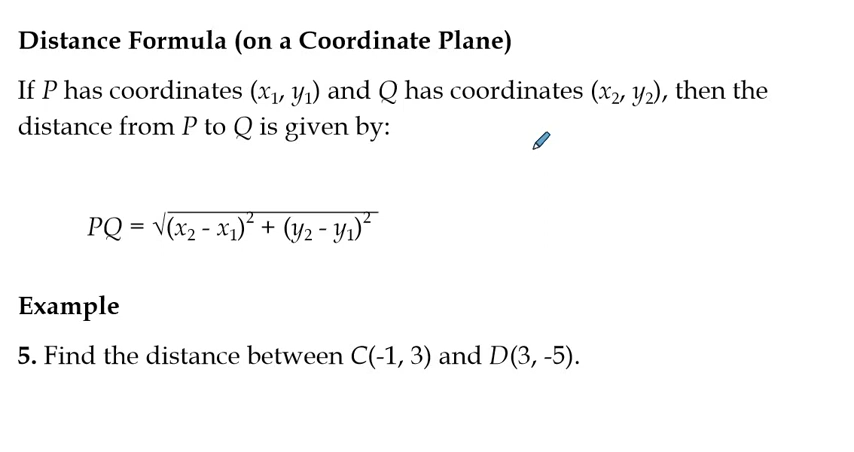 Distance Formula (on a Coordinate Plane)
If P has coordinates (x₁, y₁) and Q has coordinates (x₂, y₂), then the
distance from P to Q is given by:
PQ = √(x₂ - x₁)² + (y₂ - y₁)²
Example
5. Find the distance between C(-1, 3) and D(3, -5).